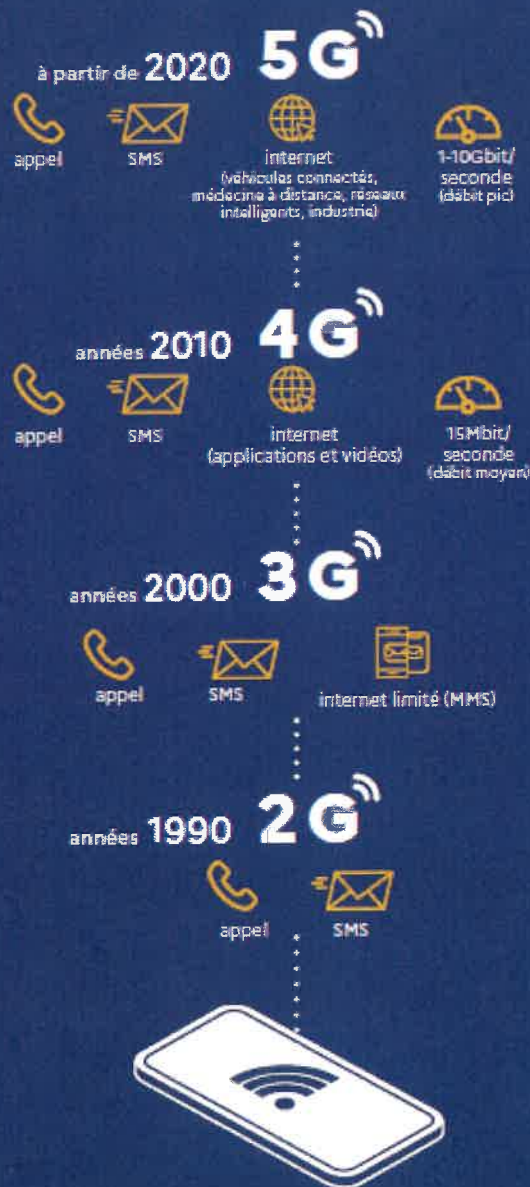 à partir de 2020 5G
appel
SMS
internet
(véhicules connectés,
médecine à distance, réseaux
intelligents, industrie)
1-10Gbit/
seconde
(débit pic)
années 2010 4G
appel
SMS
internet
(applications et vidéos)
15Mbit/
seconde
(débit moyen)
années 2000 3G
appel
SMS
internet limité (MMS)
années 1990 2G
appel
SMS